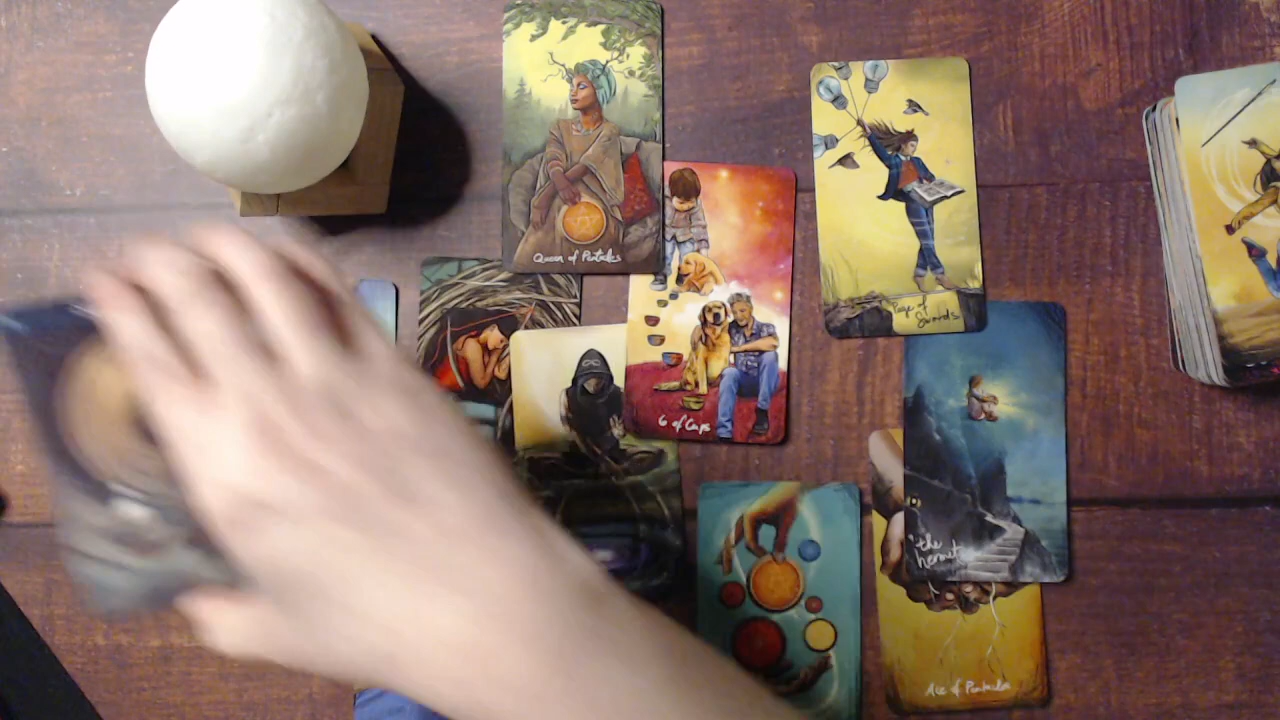 Queen of Pentacles
Page of
Swords
6 of Cups
the
hermit
Ace of Pentacles